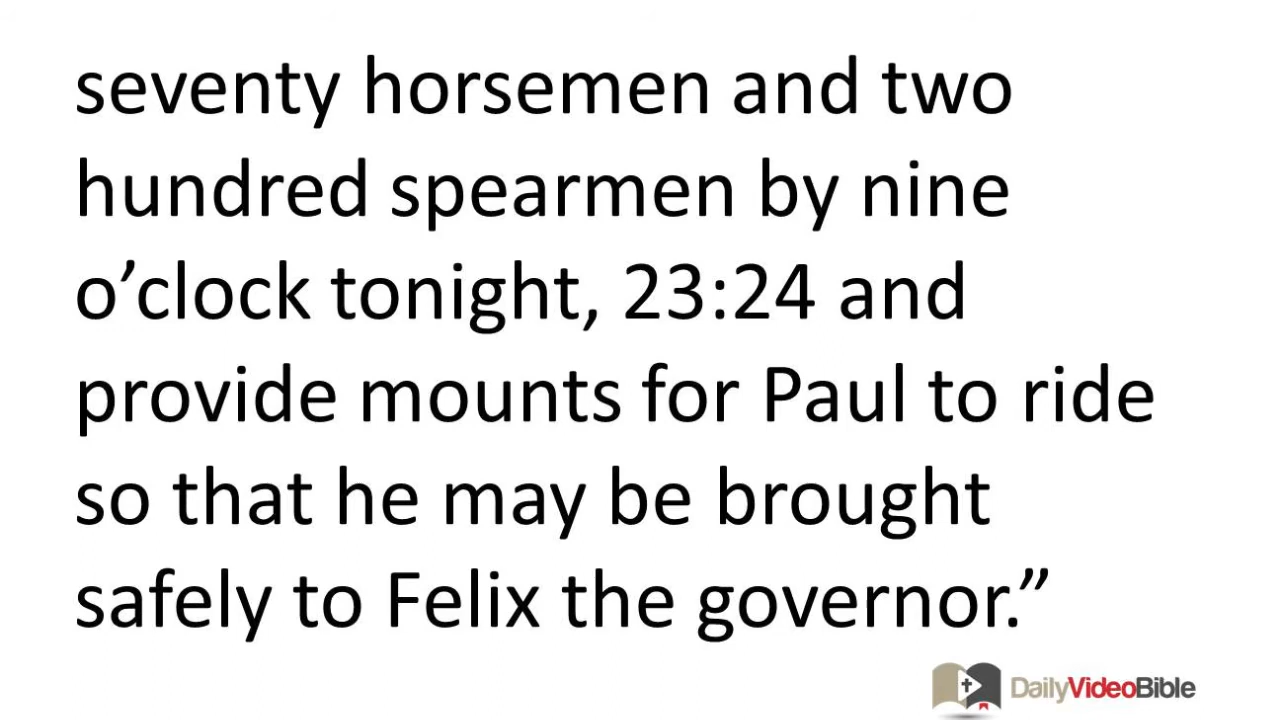 seventy horsemen and two
hundred spearmen by nine
o’clock tonight, 23:24 and
provide mounts for Paul to ride
so that he may be brought
safely to Felix the governor.”
DailyVideoBible